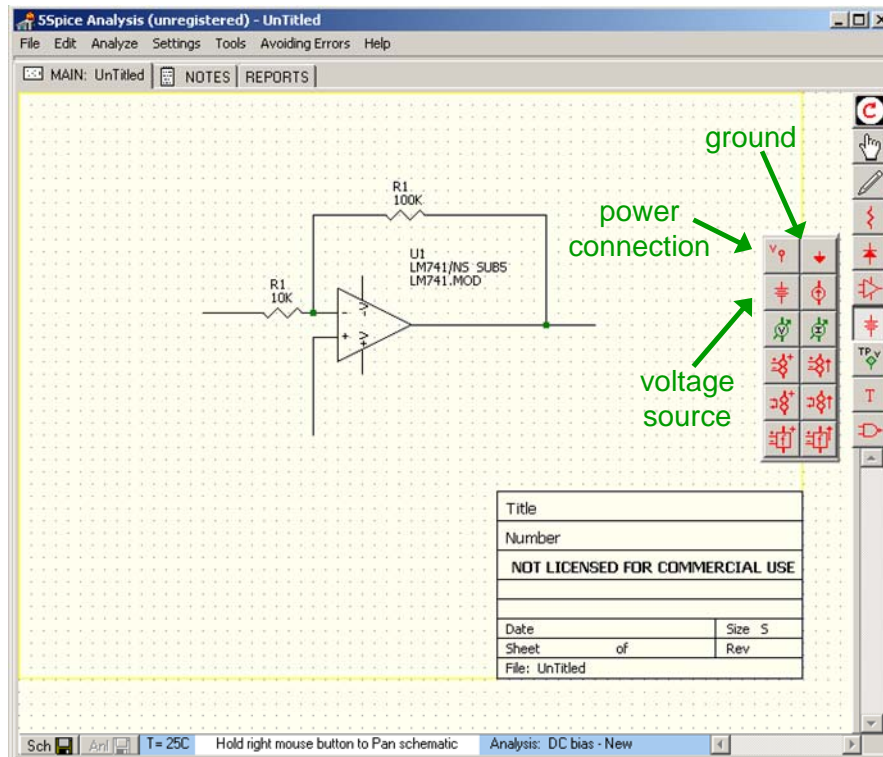 5Spice Analysis (unregistered) - UnTitled
File Edit Analyze Settings Tools Avoiding Errors Help
MAIN: UnTitled NOTES REPORTS
ground
R1
100K
power
connection
U1
LM741/NS SUB5
LM741.MOD
R1
10K
V
- V-
+ V+
V
I
voltage
source
TP V
T
Title
Number
NOT LICENSED FOR COMMERCIAL USE
Date Size S
Sheet of Rev
File: UnTitled
Sch Anl T= 25C Hold right mouse button to Pan schematic Analysis: DC bias - New